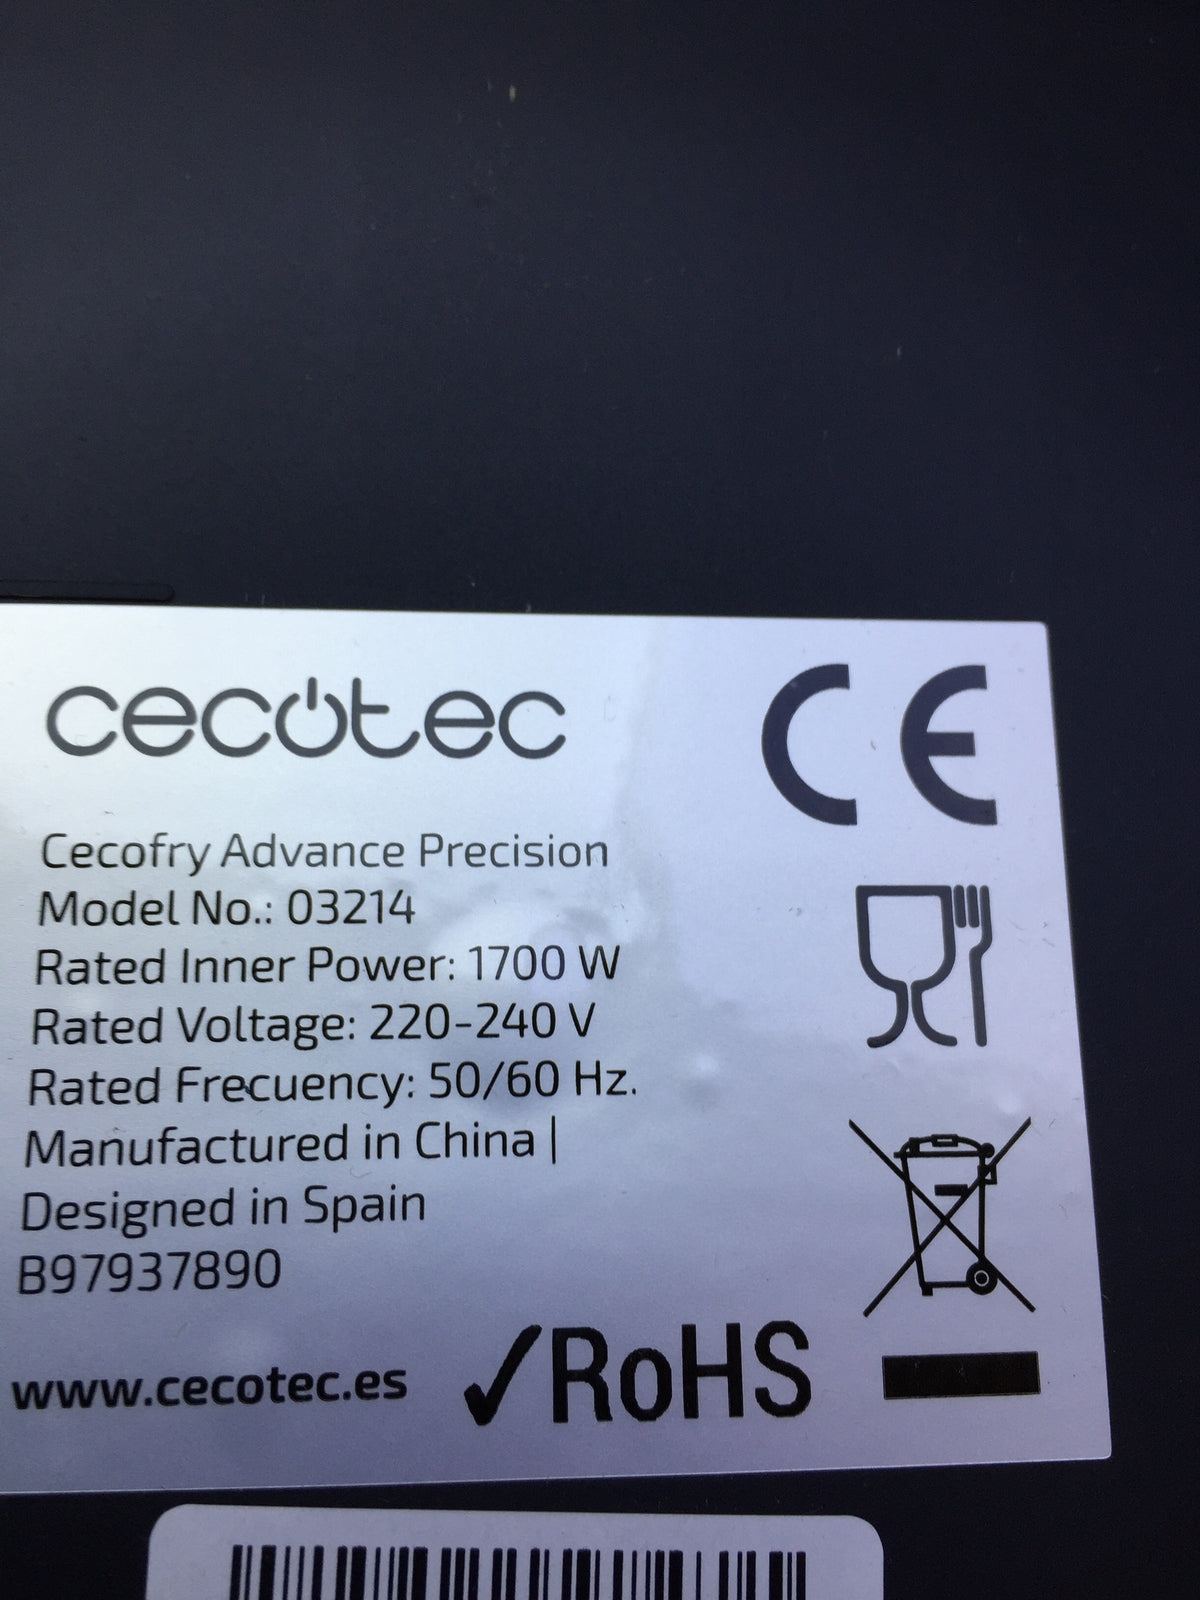 cecotec
CE
Cecofry Advance Precision
Model No.: 03214
Rated Inner Power: 1700 W
Rated Voltage: 220-240 V
Rated Frecuency: 50/60 Hz.
Manufactured in China |
Designed in Spain
B97937890
www.cecotec.es
✓RoHS